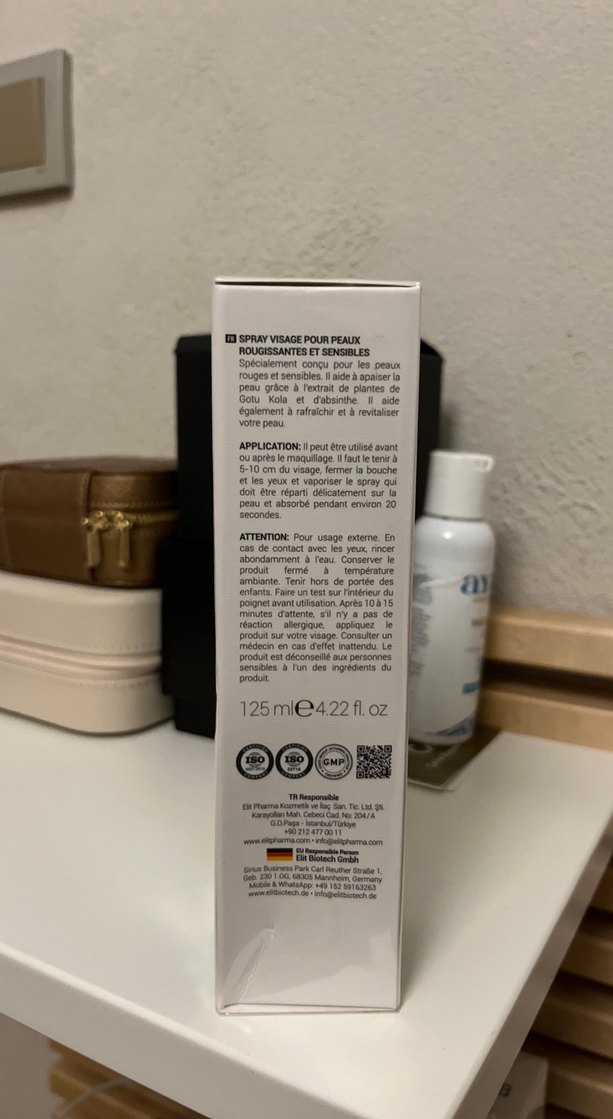 FR SPRAY VISAGE POUR PEAUX
ROUGISSANTES ET SENSIBLES
Spécialement conçu pour les peaux
rouges et sensibles. Il aide à apaiser la
peau grâce à l'extrait de plantes de
Gotu Kola et d'absinthe. Il aide
également à rafraîchir et à revitaliser
votre peau.
APPLICATION: Il peut être utilisé avant
ou après le maquillage. Il faut le tenir à
5-10 cm du visage, fermer la bouche
et les yeux et vaporiser le spray qui
doit être réparti délicatement sur la
peau et absorbé pendant environ 20
secondes.
ATTENTION: Pour usage externe. En
cas de contact avec les yeux, rincer
abondamment à l'eau. Conserver le
produit fermé à température
ambiante. Tenir hors de portée des
enfants. Faire un test sur l'intérieur du
poignet avant utilisation. Après 10 à 15
minutes d'attente, s'il n'y a pas de
réaction allergique, appliquez le
produit sur votre visage. Consulter un
médecin en cas d'effet inattendu. Le
produit est déconseillé aux personnes
sensibles à l'un des ingrédients du
produit.
125 ml e 4.22 fl. oz
ISO ISO GMP
TR Responsible
Elit Pharma Kozmetik ve İlaç San. Tic. Ltd. Şti.
Karayolları Mah. Cebeci Cad. No: 204/A
G.O.Paşa - İstanbul/Türkiye
+90 212 477 00 11
www.elitpharma.com • info@elitpharma.com
EU Responsible Person
Elit Biotech Gmbh
Sirius Business Park Carl Reuther Straße 1,
Geb. 230 1.OG, 68305 Mannheim, Germany
Mobile & WhatsApp: +49 152 59163263
www.elitbiotech.de • info@elitbiotech.de